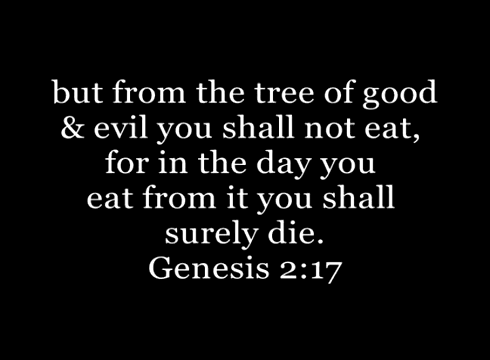 but from the tree of good
& evil you shall not eat,
for in the day you
eat from it you shall
surely die.
Genesis 2:17